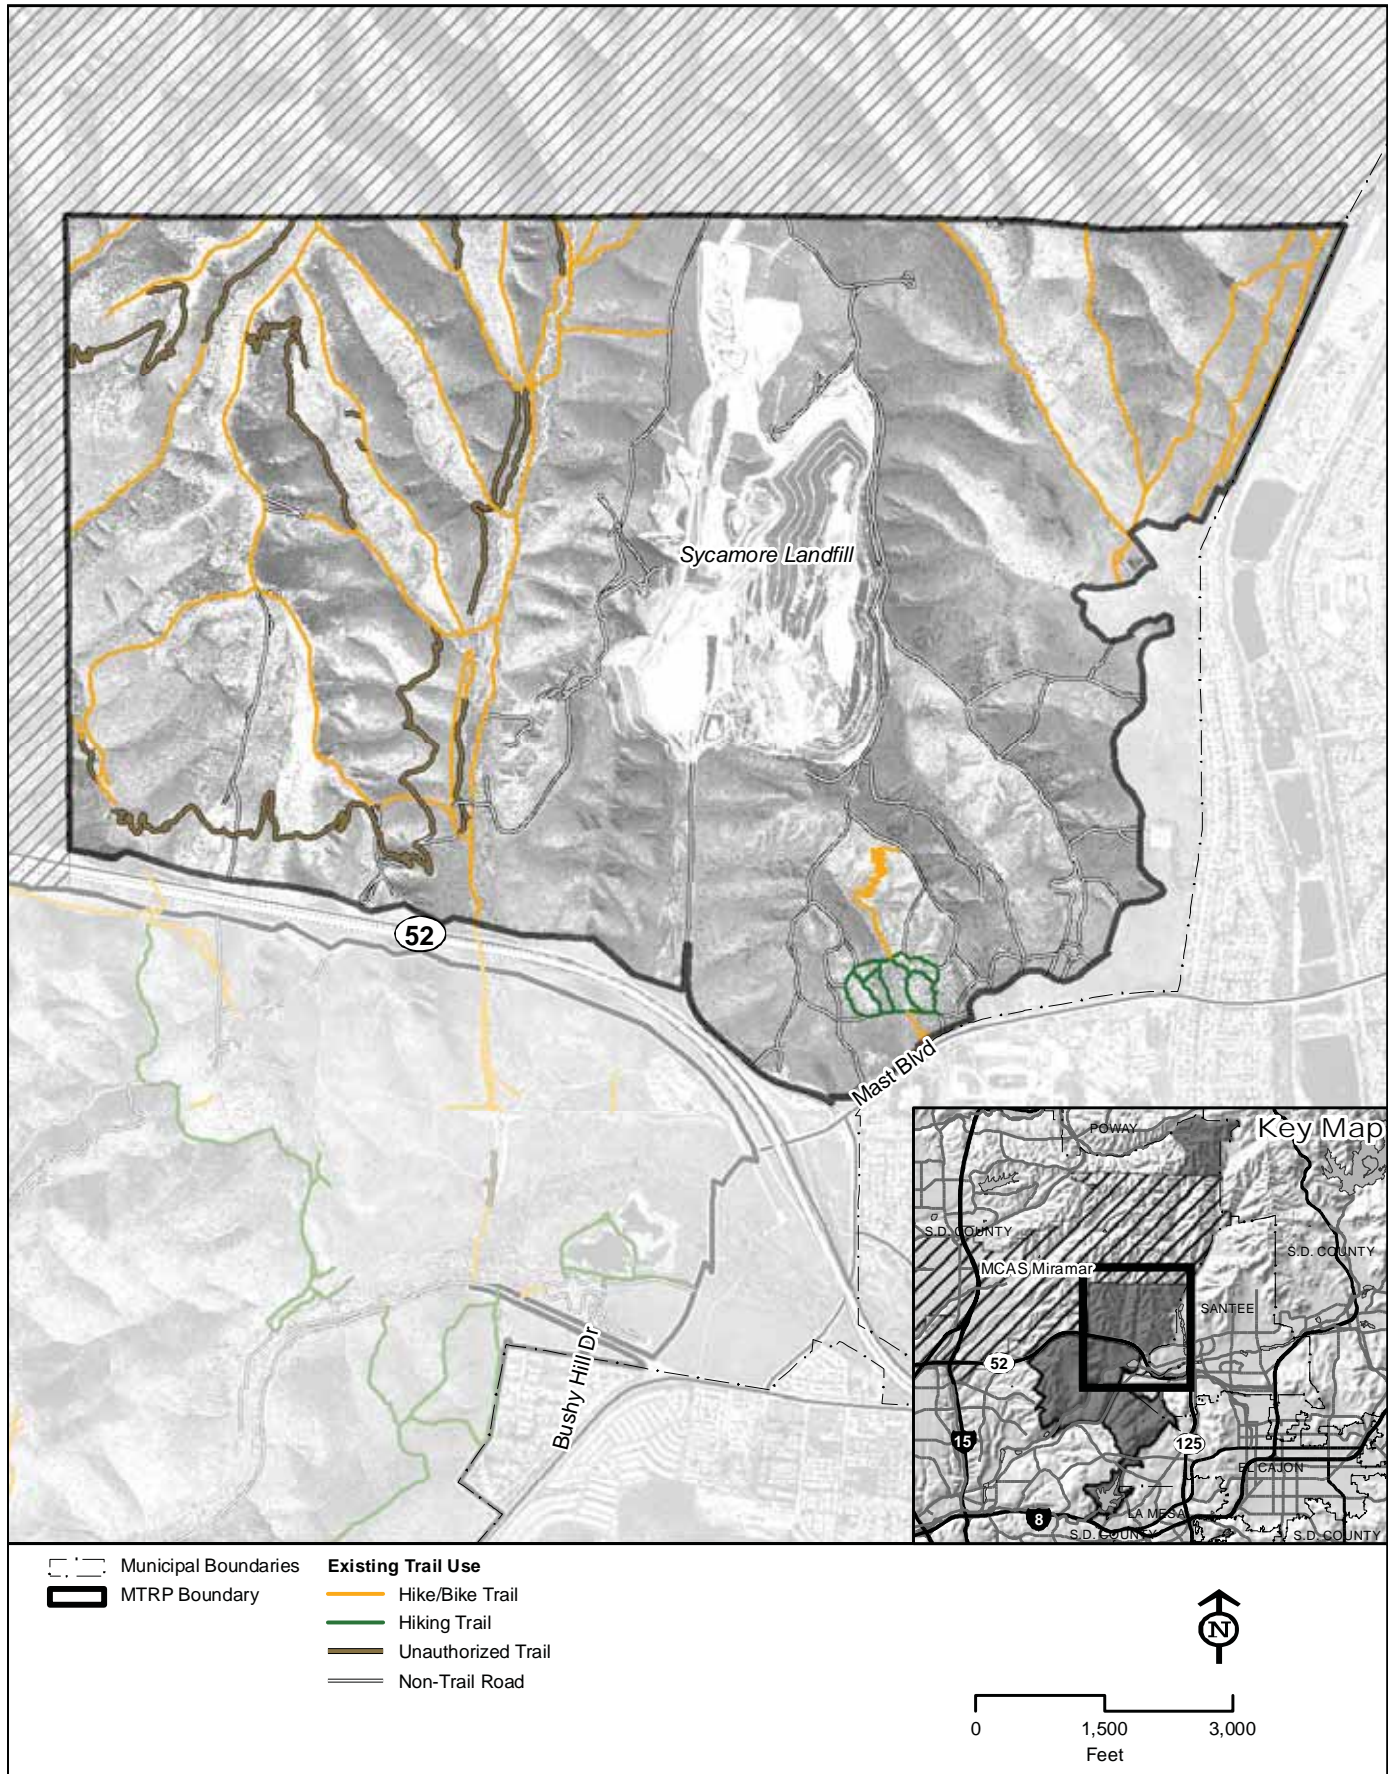 Sycamore Landfill
52
Mast Blvd
Bushy Hill Dr
Key Map
POWAY
S.D. COUNTY
S.D. COUNTY
MCAS Miramar
SANTEE
52
15
125
EL CAJON
8
LA MESA
S.D. COUNTY
S.D. COUNTY
Municipal Boundaries
MTRP Boundary
Existing Trail Use
Hike/Bike Trail
Hiking Trail
Unauthorized Trail
Non-Trail Road
N
0 1,500 3,000
Feet